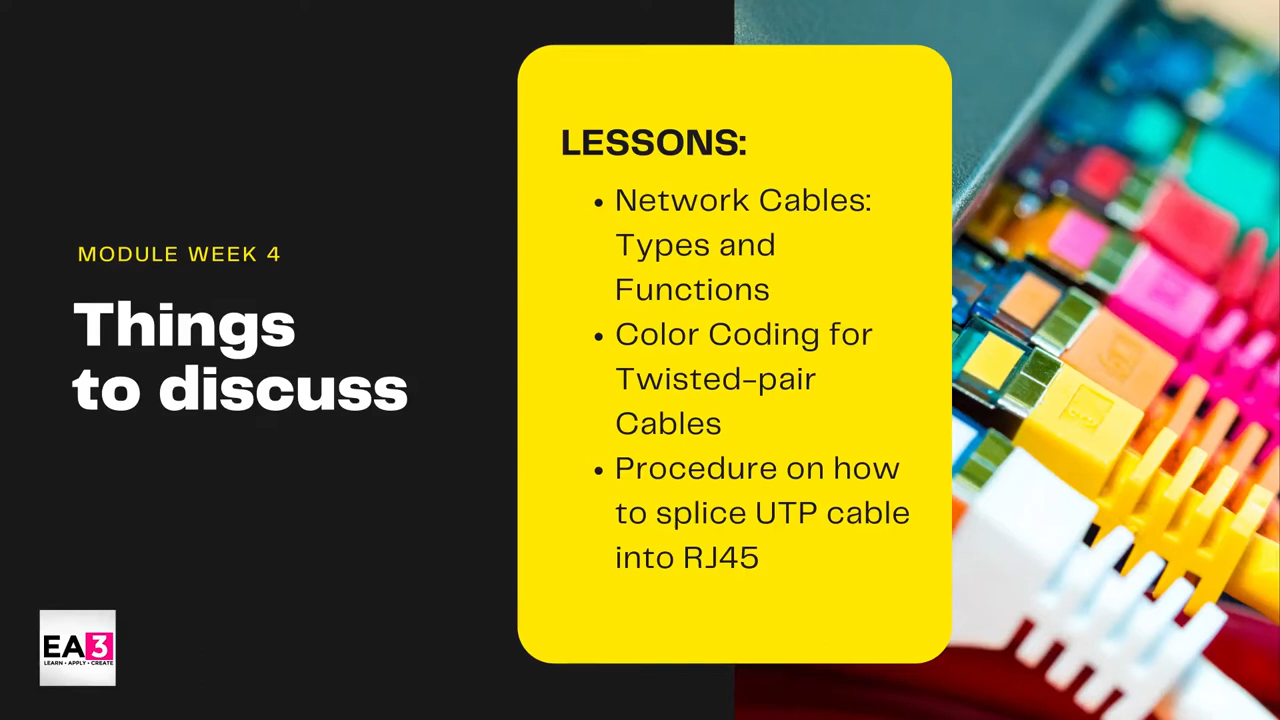 MODULE WEEK 4
Things
to discuss
LESSONS:
• Network Cables:
Types and
Functions
• Color Coding for
Twisted-pair
Cables
• Procedure on how
to splice UTP cable
into RJ45
EA3
LEARN • APPLY • CREATE